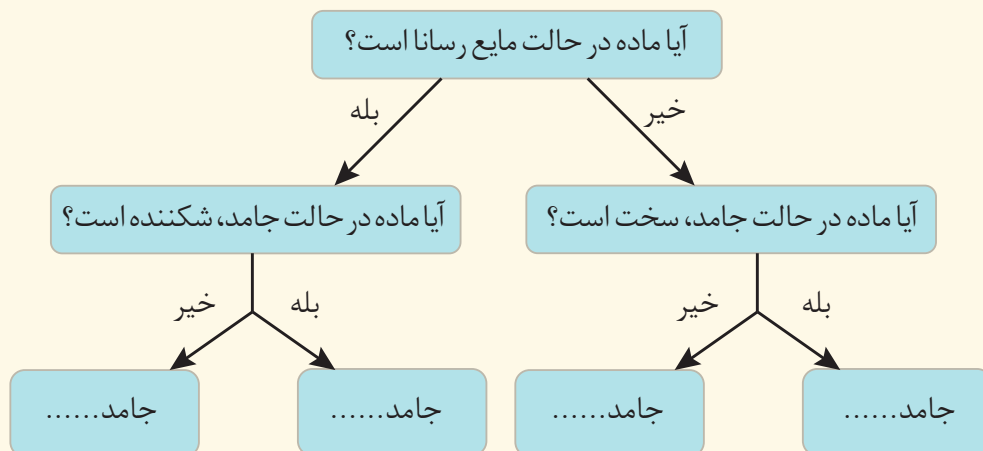 آیا ماده در حالت مایع رسانا است؟
خیر
بله
آیا ماده در حالت جامد، سخت است؟
آیا ماده در حالت جامد، شکننده است؟
بله
خیر
بله
خیر
جامد......
جامد......
جامد......
جامد......